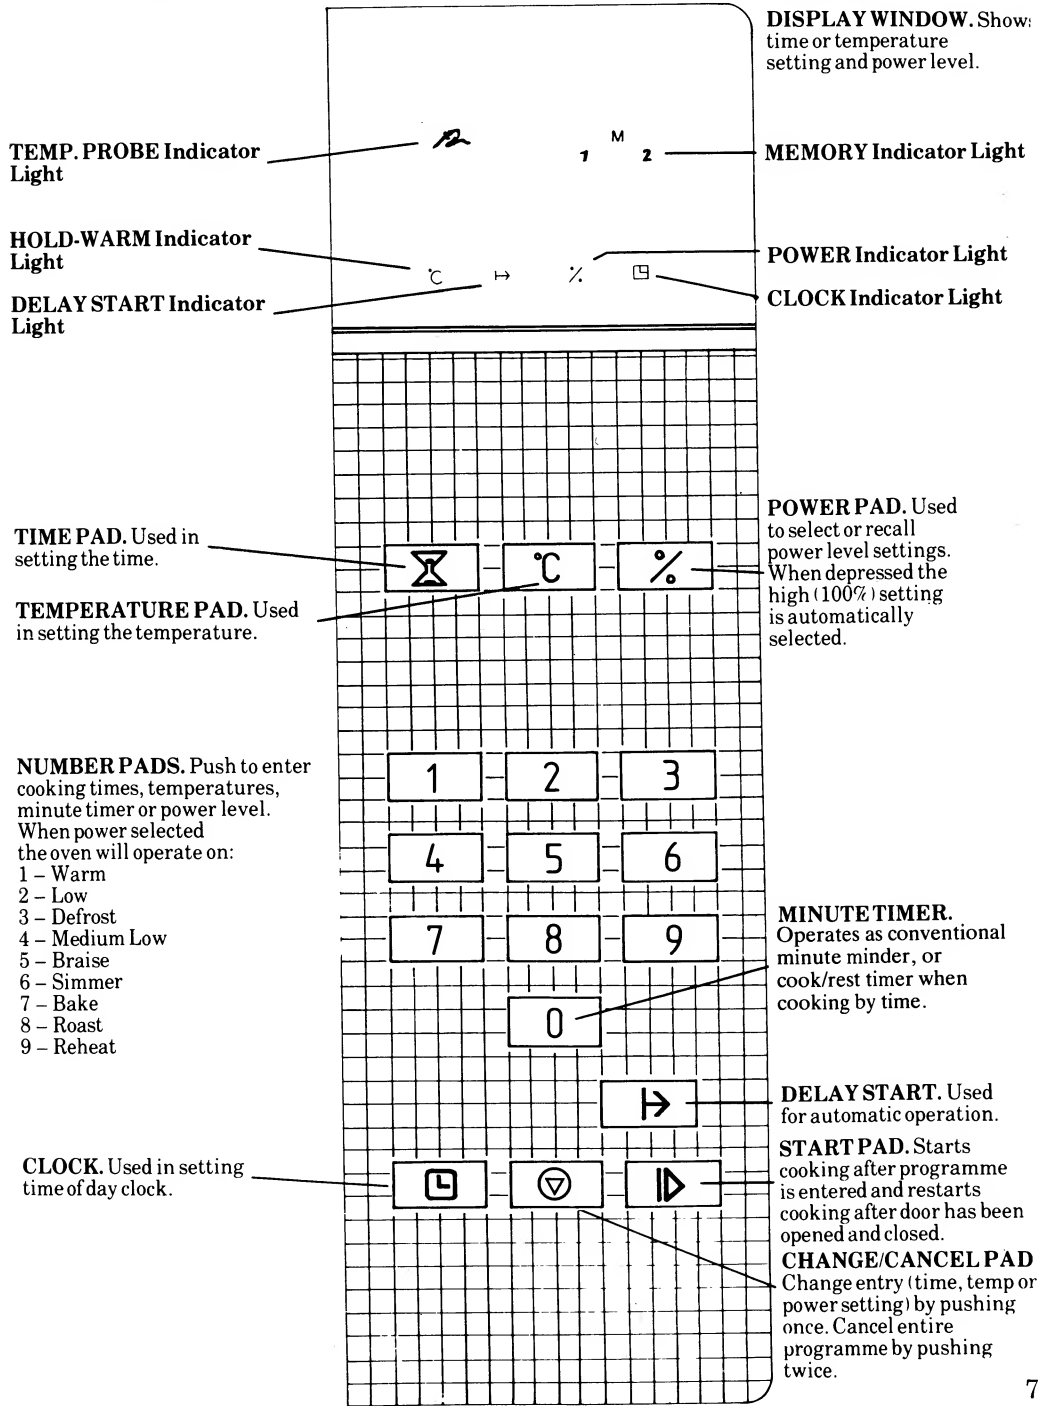 DISPLAY WINDOW. Shows
time or temperature
setting and power level.
TEMP. PROBE Indicator
Light
M
1 2
MEMORY Indicator Light
HOLD-WARM Indicator
Light
DELAY START Indicator
Light
°C % 
POWER Indicator Light
CLOCK Indicator Light
TIME PAD. Used in
setting the time.
TEMPERATURE PAD. Used
in setting the temperature.
°C %
POWER PAD. Used
to select or recall
power level settings.
When depressed the
high (100%) setting
is automatically
selected.
NUMBER PADS. Push to enter
cooking times, temperatures,
minute timer or power level.
When power selected
the oven will operate on:
1 – Warm
2 – Low
3 – Defrost
4 – Medium Low
5 – Braise
6 – Simmer
7 – Bake
8 – Roast
9 – Reheat
1 2 3
4 5 6
7 8 9
0
MINUTE TIMER.
Operates as conventional
minute minder, or
cook/rest timer when
cooking by time.
DELAY START. Used
for automatic operation.
CLOCK. Used in setting
time of day clock.
START PAD. Starts
cooking after programme
is entered and restarts
cooking after door has been
opened and closed.
CHANGE/CANCEL PAD
Change entry (time, temp or
power setting) by pushing
once. Cancel entire
programme by pushing
twice.
7